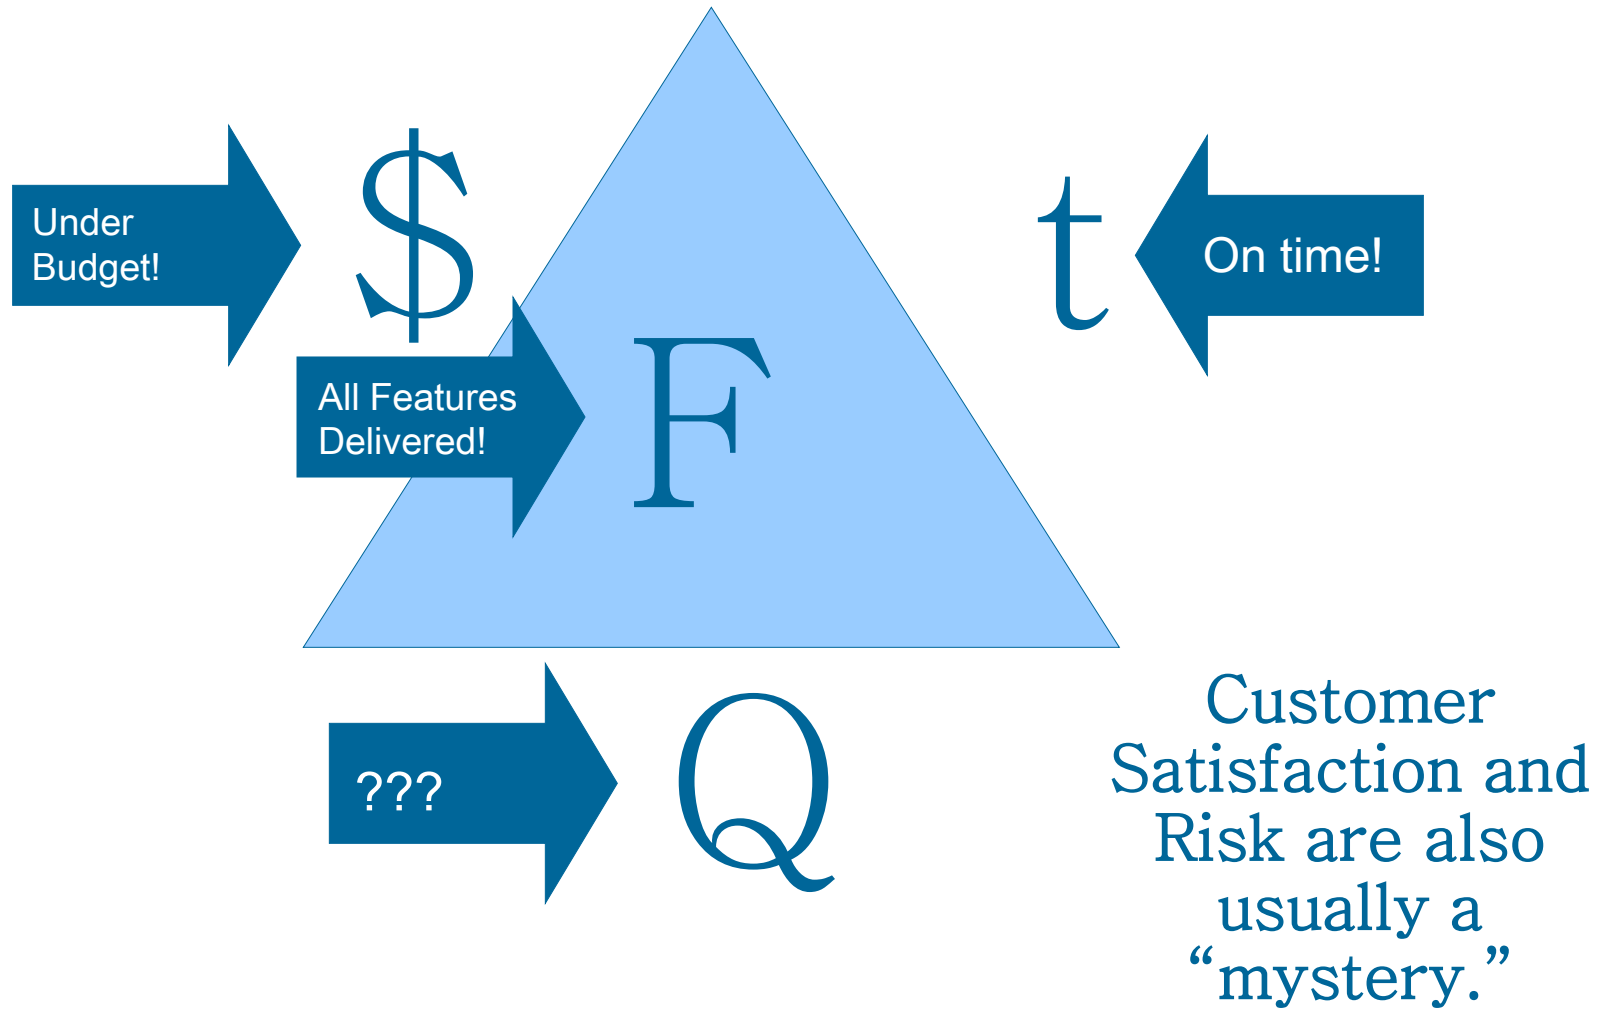 $
t
Under
Budget!
On time!
F
All Features
Delivered!
Q
???
Customer
Satisfaction and
Risk are also
usually a
“mystery.”